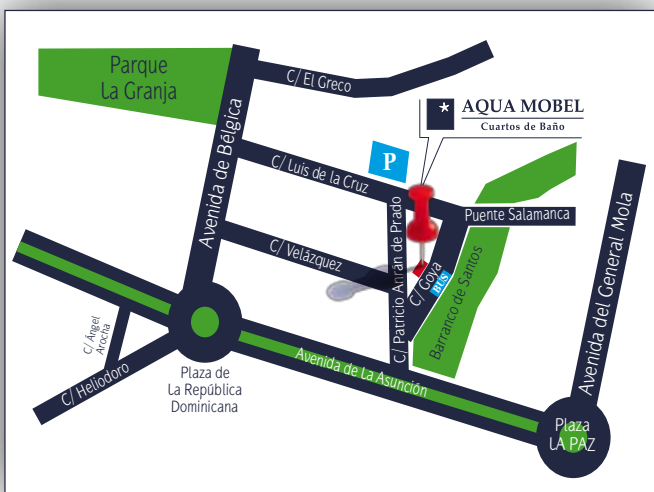 Parque
La Granja
C/ El Greco
Avenida de Bélgica
AQUA MOBEL
Cuartos de Baño
P
C/ Luis de la Cruz
Puente Salamanca
C/ Velázquez
C/ Patricio Anrán de Prado
C/ Goya
BUS
Barranco de Santos
Avenida del General Mola
C/ Ángel
Arocha
C/ Heliodoro
Plaza de
La República
Dominicana
Avenida de La Asunción
Plaza
LA PAZ